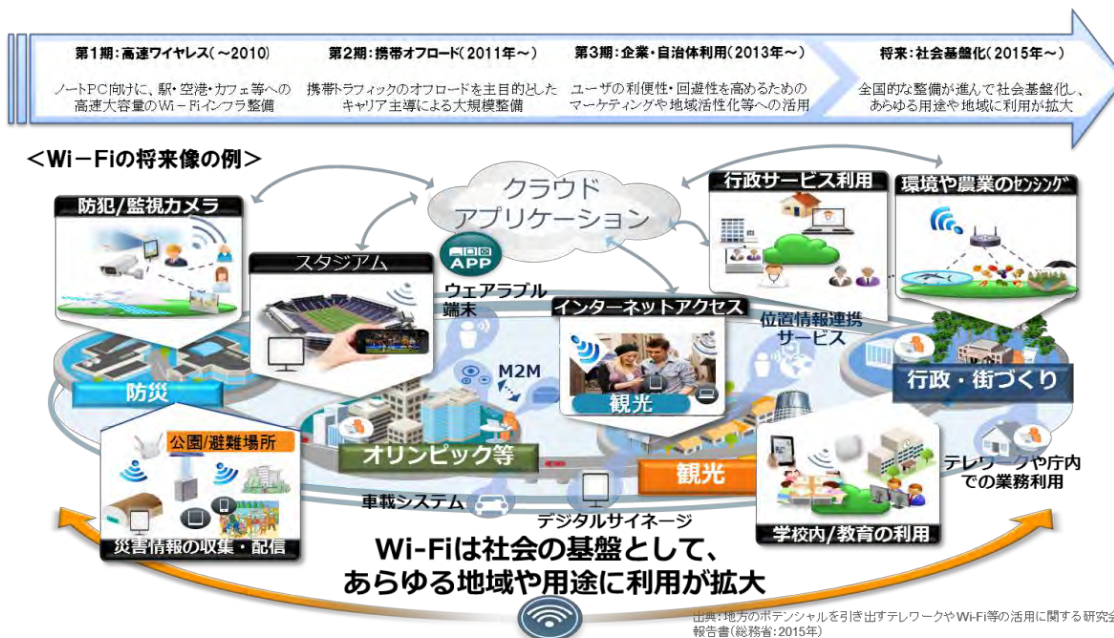 第1期:高速ワイヤレス(～2010)
ノートPC向けに、駅・空港・カフェ等への
高速大容量のWi－Fiインフラ整備
第2期:携帯オフロード(2011年～)
携帯トラフィックのオフロードを主目的とした
キャリア主導による大規模整備
第3期:企業・自治体利用(2013年～)
ユーザの利便性・回遊性を高めるための
マーケティングや地域活性化等への活用
将来:社会基盤化(2015年～)
全国的な整備が進んで社会基盤化し、
あらゆる用途や地域に利用が拡大
＜Wi－Fiの将来像の例＞
クラウド
アプリケーション
防犯/監視カメラ
スタジアム
APP
ウェアラブル
端末
インターネットアクセス
観光
行政サービス利用
環境や農業のセンシング
位置情報連携
サービス
防災
M2M
行政・街づくり
公園/避難場所
災害情報の収集・配信
オリンピック等
観光
車載システム
デジタルサイネージ
学校内/教育の利用
テレワークや庁内
での業務利用
Wi-Fiは社会の基盤として、
あらゆる地域や用途に利用が拡大
出典:地方のポテンシャルを引き出すテレワークやWi-Fi等の活用に関する研究会
報告書(総務省:2015年)